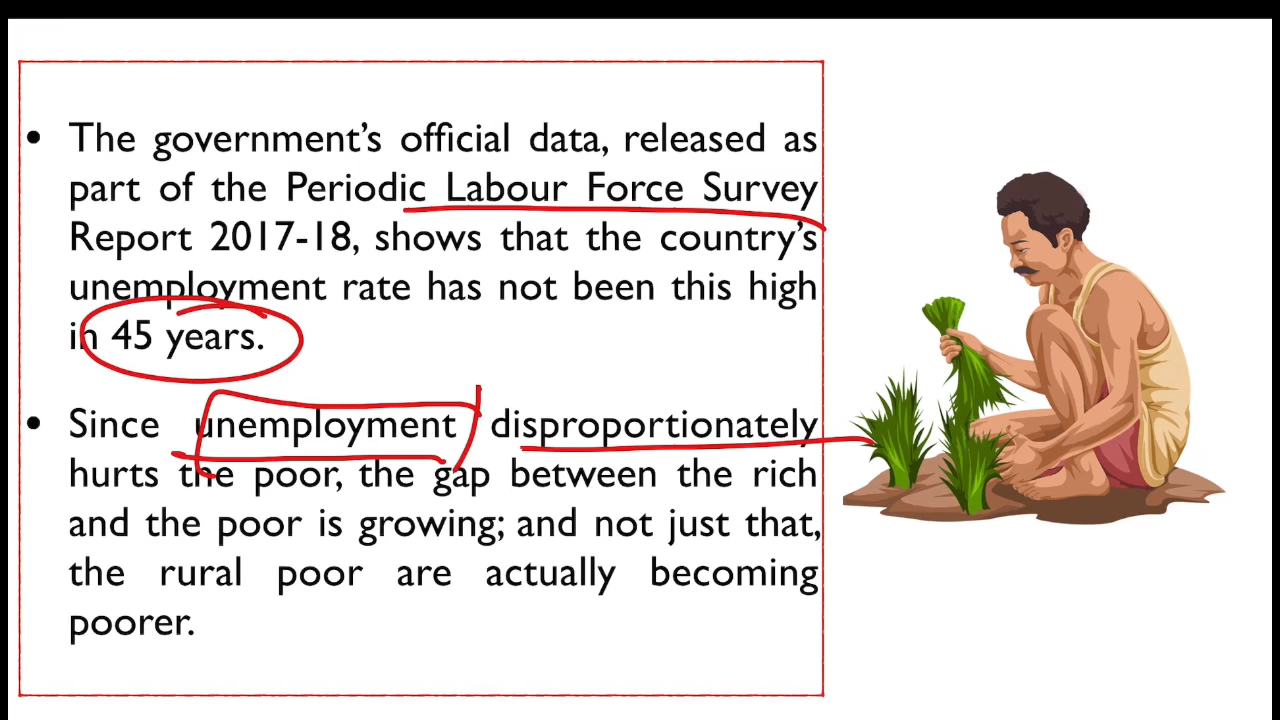 • The government’s official data, released as
part of the Periodic Labour Force Survey
Report 2017-18, shows that the country’s
unemployment rate has not been this high
in 45 years.
• Since unemployment disproportionately
hurts the poor, the gap between the rich
and the poor is growing; and not just that,
the rural poor are actually becoming
poorer.